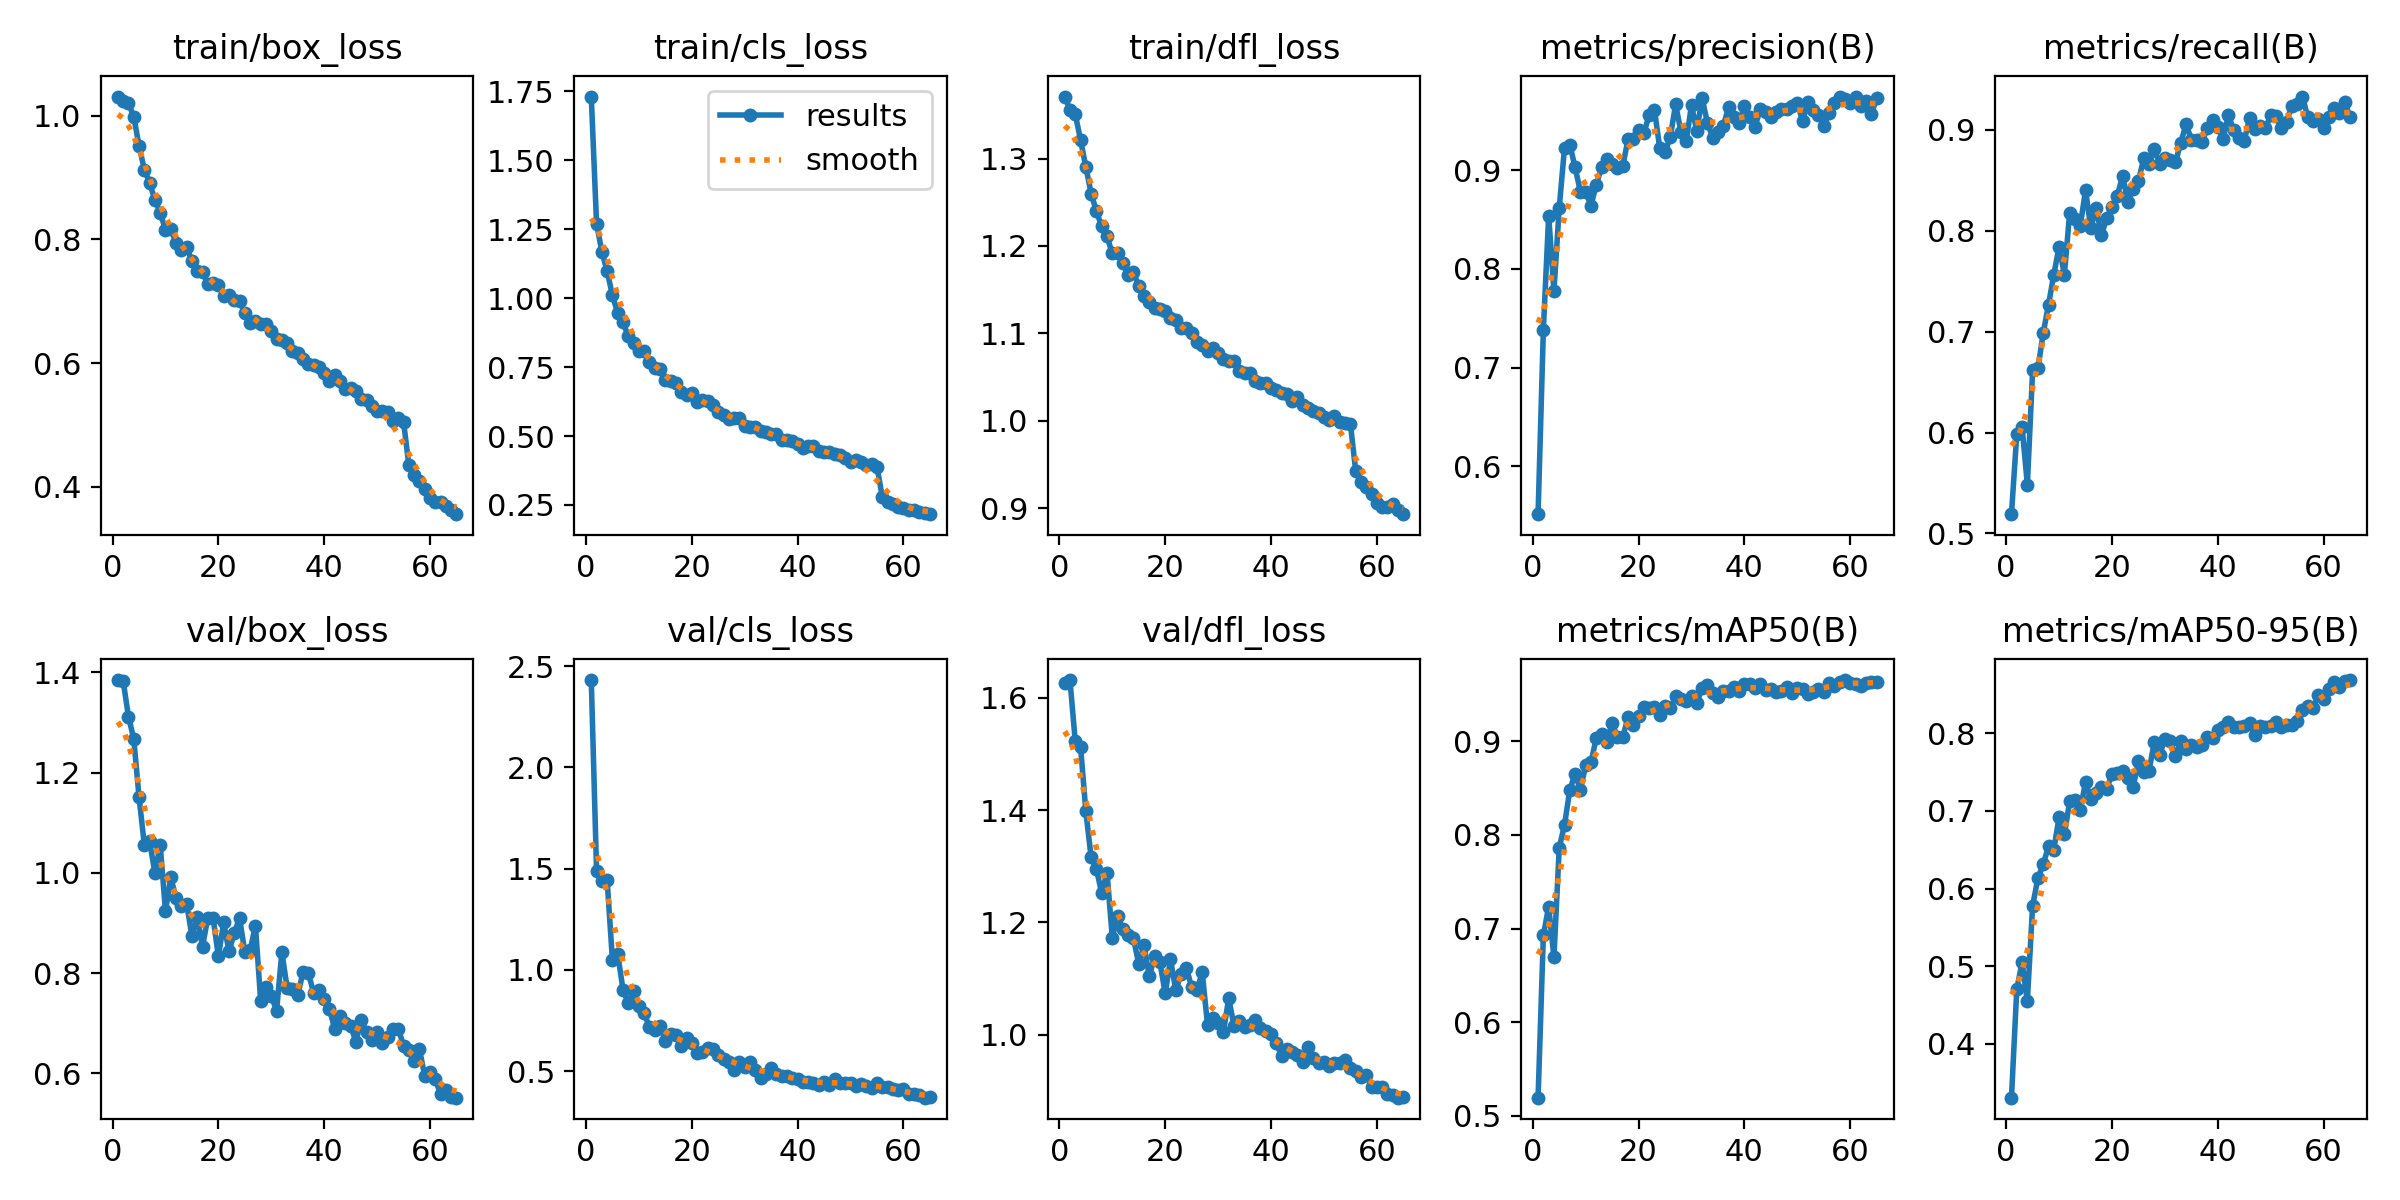 train/box_loss
1.0
0.8
0.6
0.4
0 20 40 60
train/cls_loss
results
smooth
1.75
1.50
1.25
1.00
0.75
0.50
0.25
0 20 40 60
train/dfl_loss
1.3
1.2
1.1
1.0
0.9
0 20 40 60
metrics/precision(B)
0.9
0.8
0.7
0.6
0 20 40 60
metrics/recall(B)
0.9
0.8
0.7
0.6
0.5
0 20 40 60
val/box_loss
1.4
1.2
1.0
0.8
0.6
0 20 40 60
val/cls_loss
2.5
2.0
1.5
1.0
0.5
0 20 40 60
val/dfl_loss
1.6
1.4
1.2
1.0
0 20 40 60
metrics/mAP50(B)
0.9
0.8
0.7
0.6
0.5
0 20 40 60
metrics/mAP50-95(B)
0.8
0.7
0.6
0.5
0.4
0 20 40 60